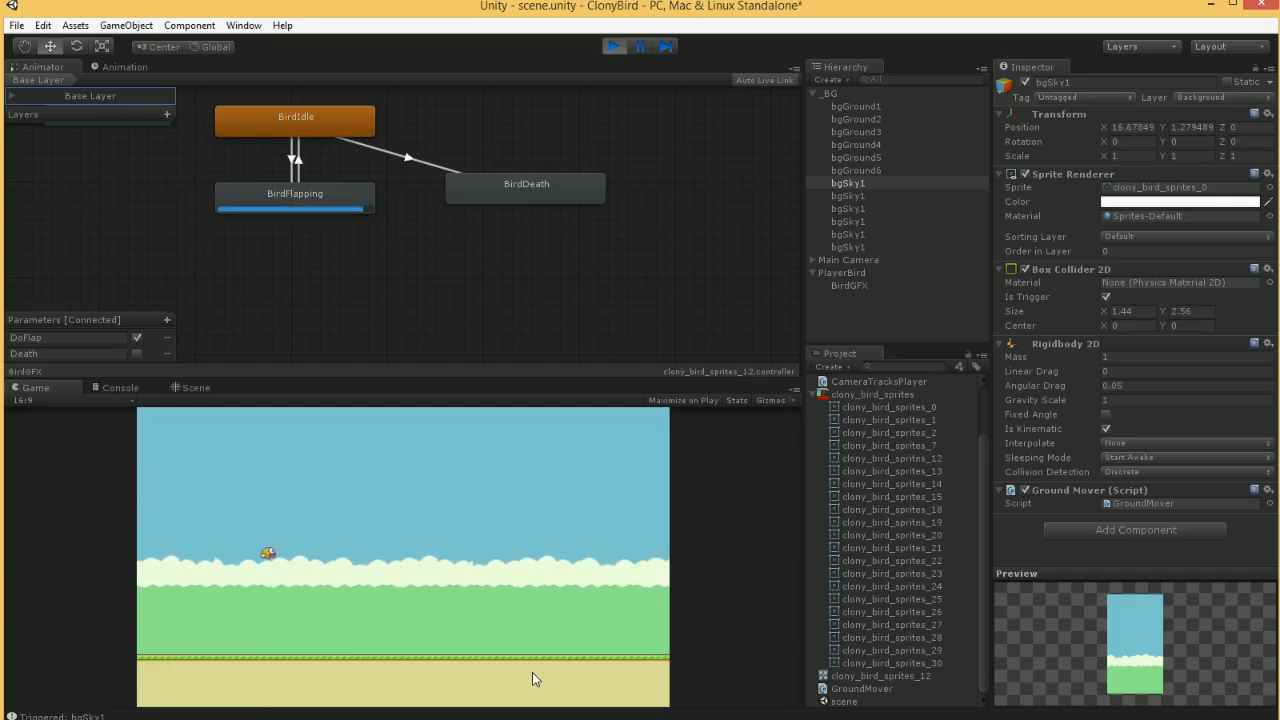 Unity - scene.unity - ClonyBird - PC, Mac & Linux Standalone*
File Edit Assets GameObject Component Window Help
Center Global Layers Layout
Animator Animation
Base Layer Auto Live Link
Base Layer
Layers
BirdIdle
BirdFlapping
BirdDeath
Parameters [Connected]
DoFlap
Death
BirdGFX clony_bird_sprites_12.controller
Game Console Scene
16:9 Maximize on Play Stats Gizmos
Triggered: bgSky1
Hierarchy
Create All
_BG
bgGround1
bgGround2
bgGround3
bgGround4
bgGround5
bgGround6
bgSky1
bgSky1
bgSky1
bgSky1
bgSky1
bgSky1
Main Camera
PlayerBird
BirdGFX
Project
Create
CameraTracksPlayer
clony_bird_sprites
clony_bird_sprites_0
clony_bird_sprites_1
clony_bird_sprites_2
clony_bird_sprites_7
clony_bird_sprites_12
clony_bird_sprites_13
clony_bird_sprites_14
clony_bird_sprites_15
clony_bird_sprites_18
clony_bird_sprites_19
clony_bird_sprites_20
clony_bird_sprites_21
clony_bird_sprites_22
clony_bird_sprites_23
clony_bird_sprites_24
clony_bird_sprites_25
clony_bird_sprites_26
clony_bird_sprites_27
clony_bird_sprites_28
clony_bird_sprites_29
clony_bird_sprites_30
clony_bird_sprites_12
GroundMover
scene
Inspector
bgSky1 Static
Tag Untagged Layer Background
Transform
Position X 16.67849 Y 1.279489 Z 0
Rotation X 0 Y 0 Z 0
Scale X 1 Y 1 Z 1
Sprite Renderer
Sprite clony_bird_sprites_0
Color
Material Sprites-Default
Sorting Layer Default
Order in Layer 0
Box Collider 2D
Material None (Physics Material 2D)
Is Trigger
Size X 1.44 Y 2.56
Center X 0 Y 0
Rigidbody 2D
Mass 1
Linear Drag 0
Angular Drag 0.05
Gravity Scale 1
Fixed Angle
Is Kinematic
Interpolate None
Sleeping Mode Start Awake
Collision Detection Discrete
Ground Mover (Script)
Script GroundMover
Add Component
Preview